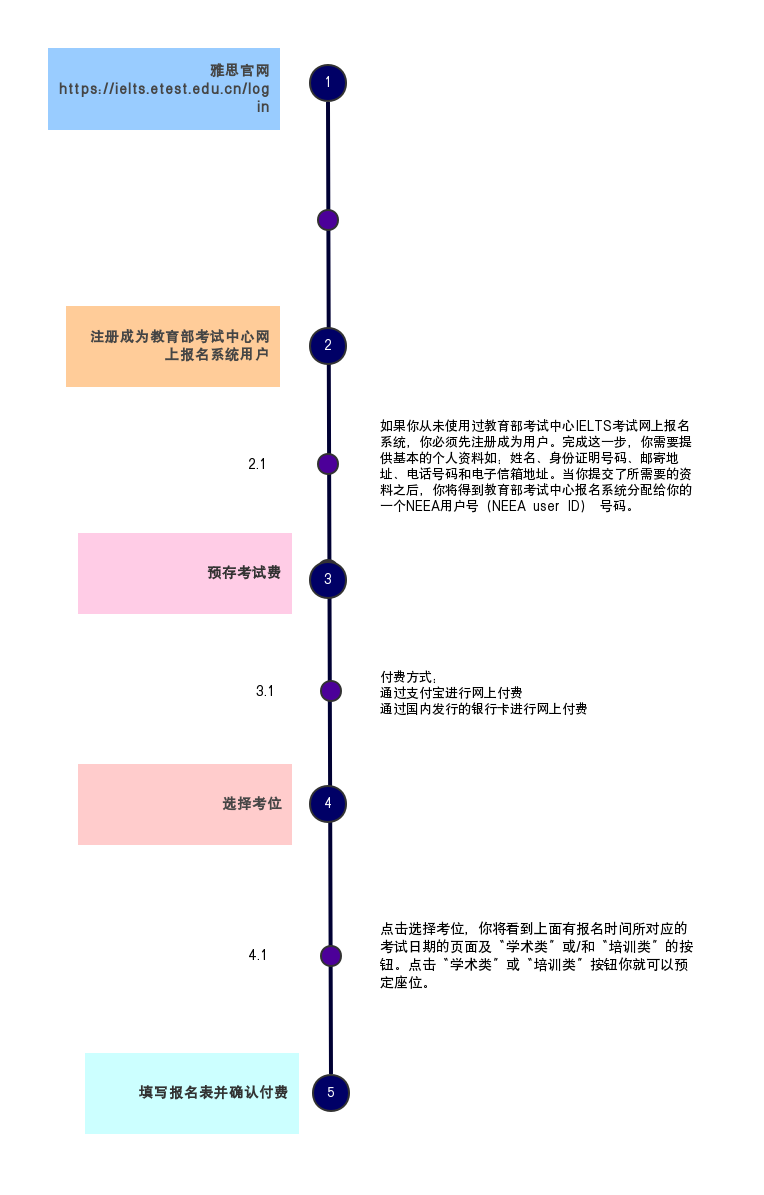 雅思官网
https://ielts.etest.edu.cn/log
in
1
注册成为教育部考试中心网
上报名系统用户
2
2.1
如果你从未使用过教育部考试中心IELTS考试网上报名
系统，你必须先注册成为用户。完成这一步，你需要提
供基本的个人资料如：姓名、身份证明号码、邮寄地
址、电话号码和电子信箱地址。当你提交了所需要的资
料之后，你将得到教育部考试中心报名系统分配给你的
一个NEEA用户号（NEEA user ID） 号码。
预存考试费
3
3.1
付费方式：
通过支付宝进行网上付费
通过国内发行的银行卡进行网上付费
选择考位
4
4.1
点击选择考位，你将看到上面有报名时间所对应的
考试日期的页面及“学术类”或/和“培训类”的按
钮。点击“学术类”或“培训类”按钮你就可以预
定座位。
填写报名表并确认付费
5